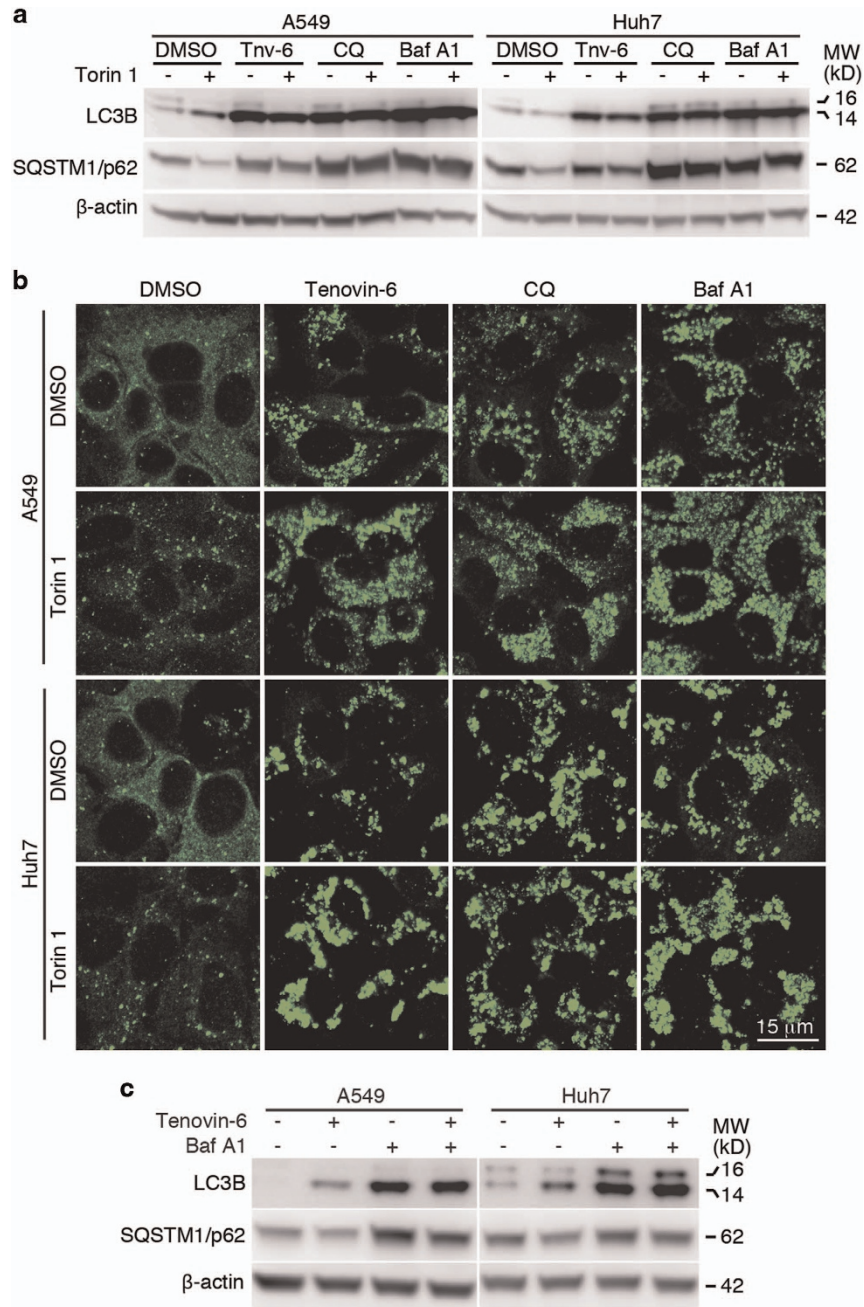 a
A549 Huh7
DMSO Tnv-6 CQ Baf A1 DMSO Tnv-6 CQ Baf A1 MW
Torin 1 - + - + - + - + - + - + - + - + (kD)
LC3B 16
14
SQSTM1/p62 62
β-actin 42
b
DMSO Tenovin-6 CQ Baf A1
A549
DMSO
Torin 1
Huh7
DMSO
Torin 1
15 μm
c
A549 Huh7
Tenovin-6 - + - + - + - + MW
Baf A1 - - + + - - + + (kD)
LC3B 16
14
SQSTM1/p62 62
β-actin 42